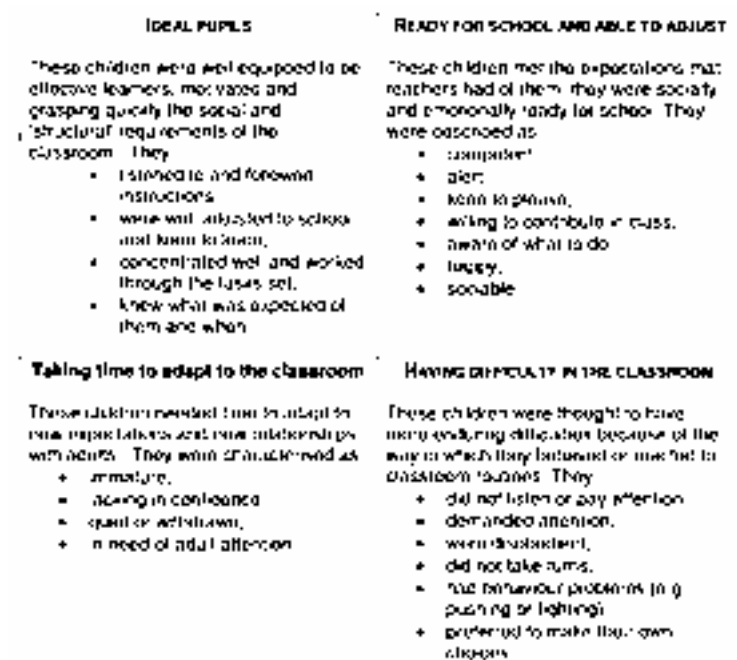 IDEAL PUPILS
These children were well equipped to be
effective learners, motivated and
grasping quickly the social and
'structural' requirements of the
classroom. They
• listened to and followed
instructions
• were well adjusted to school
and keen to learn,
• concentrated well and worked
through the tasks set,
• knew what was expected of
them and when
READY FOR SCHOOL AND ABLE TO ADJUST
These children met the expectations that
teachers had of them, they were socially
and emotionally ready for school. They
were described as
• competent
• alert
• keen to please,
• willing to contribute in class,
• aware of what to do
• happy,
• sociable
Taking time to adapt to the classroom
These children needed time to adapt to
new expectations and new relationships
with adults. They were characterised as
• immature,
• lacking in confidence
• quiet or withdrawn,
• in need of adult attention
HAVING DIFFICULTY IN THE CLASSROOM
These children were thought to have
more enduring difficulties because of the
way in which they behaved or reacted to
classroom routines. They
• did not listen or pay attention
• demanded attention,
• were disobedient,
• did not take turns,
• had behaviour problems (e.g.
pushing or fighting)
• preferred to make their own
choices